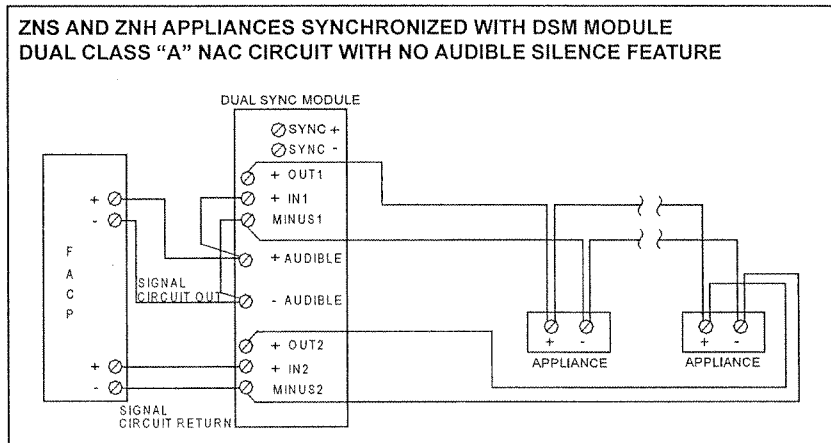 ZNS AND ZNH APPLIANCES SYNCHRONIZED WITH DSM MODULE
DUAL CLASS “A” NAC CIRCUIT WITH NO AUDIBLE SILENCE FEATURE
DUAL SYNC MODULE
SYNC +
SYNC -
+ OUT1
+ IN1
MINUS1
+ AUDIBLE
- AUDIBLE
+ OUT2
+ IN2
MINUS2
+
-
F
A
C
P
+
-
SIGNAL
CIRCUIT OUT
SIGNAL
CIRCUIT RETURN
+ -
APPLIANCE
+ -
APPLIANCE